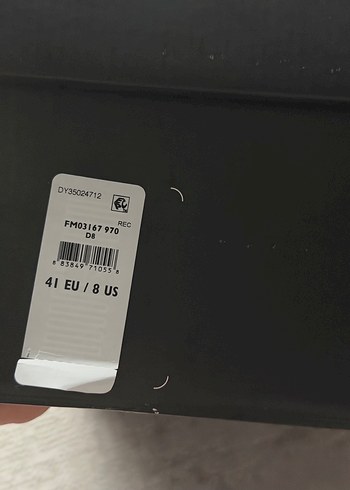 DY35024712
REC
FM03167 970
D8
8 83849 71055 8
41 EU / 8 US